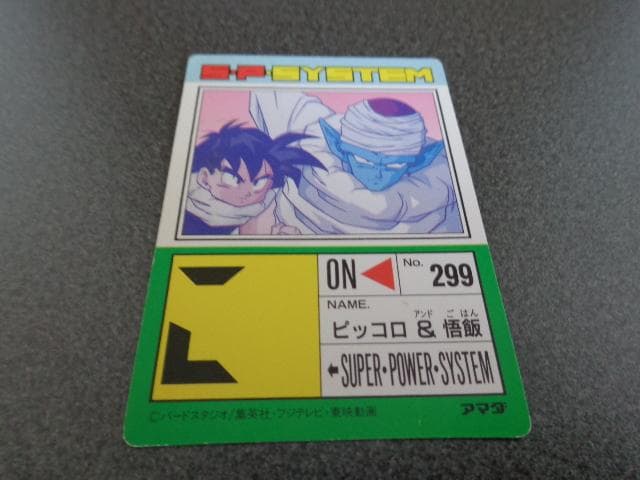 S・P・SYSTEM
ON No. 299
NAME.
アンド ごはん
ピッコロ & 悟飯
←SUPER・POWER・SYSTEM
©バードスタジオ/集英社・フジテレビ・東映動画 アマダ